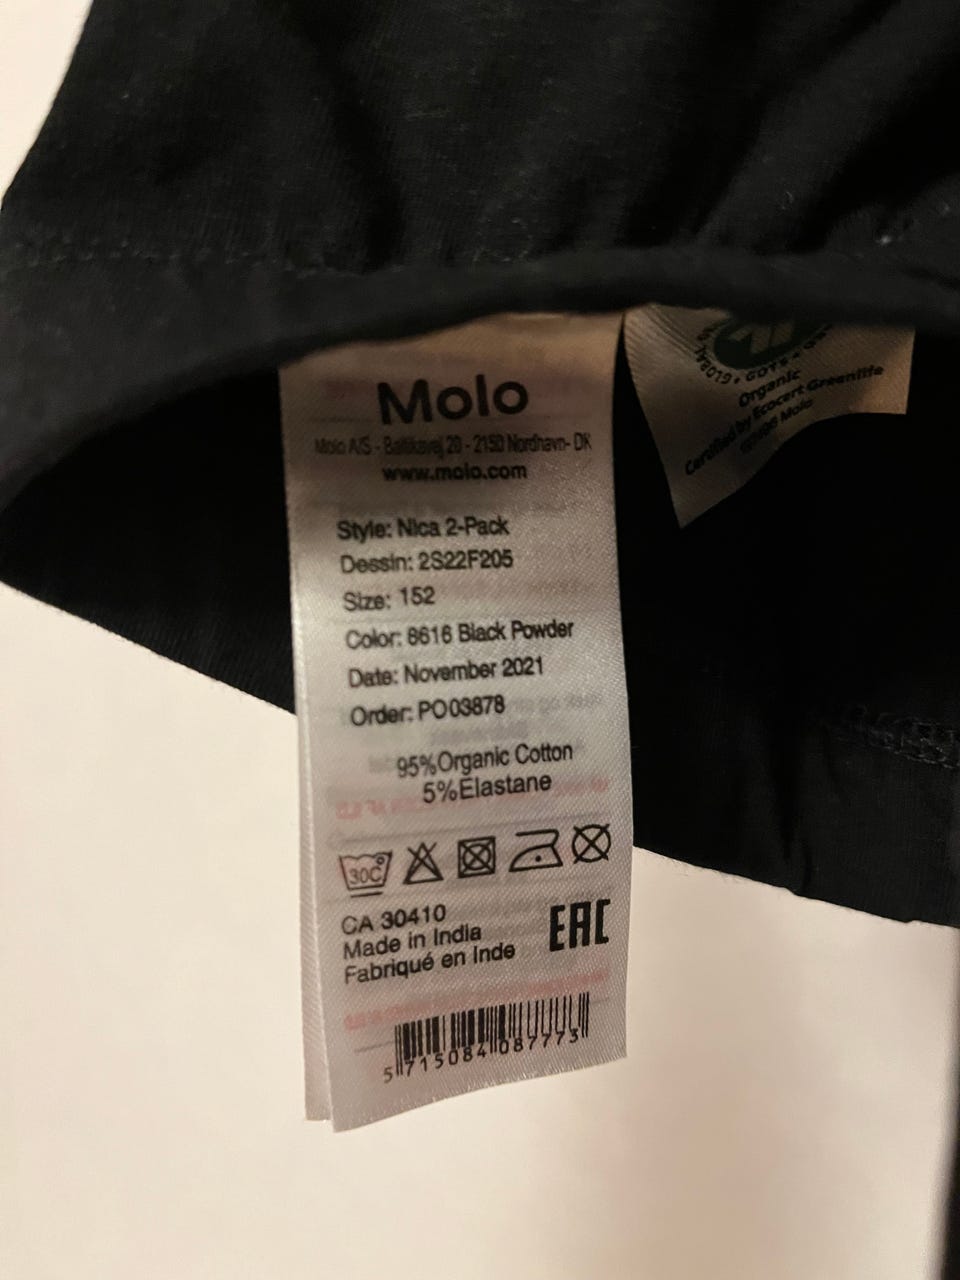 Molo
Molo A/S - Baltikavej 20 - 2150 Nordhavn- DK
www.molo.com
Style: Nica 2-Pack
Dessin: 2S22F205
Size: 152
Color: 8616 Black Powder
Date: November 2021
Order: PO03878
95%Organic Cotton
5%Elastane
30C
CA 30410
Made in India
Fabriqué en Inde
EAC
5715084087773
GOTS
Organic
Certified by Ecocert Greenlife
Molo